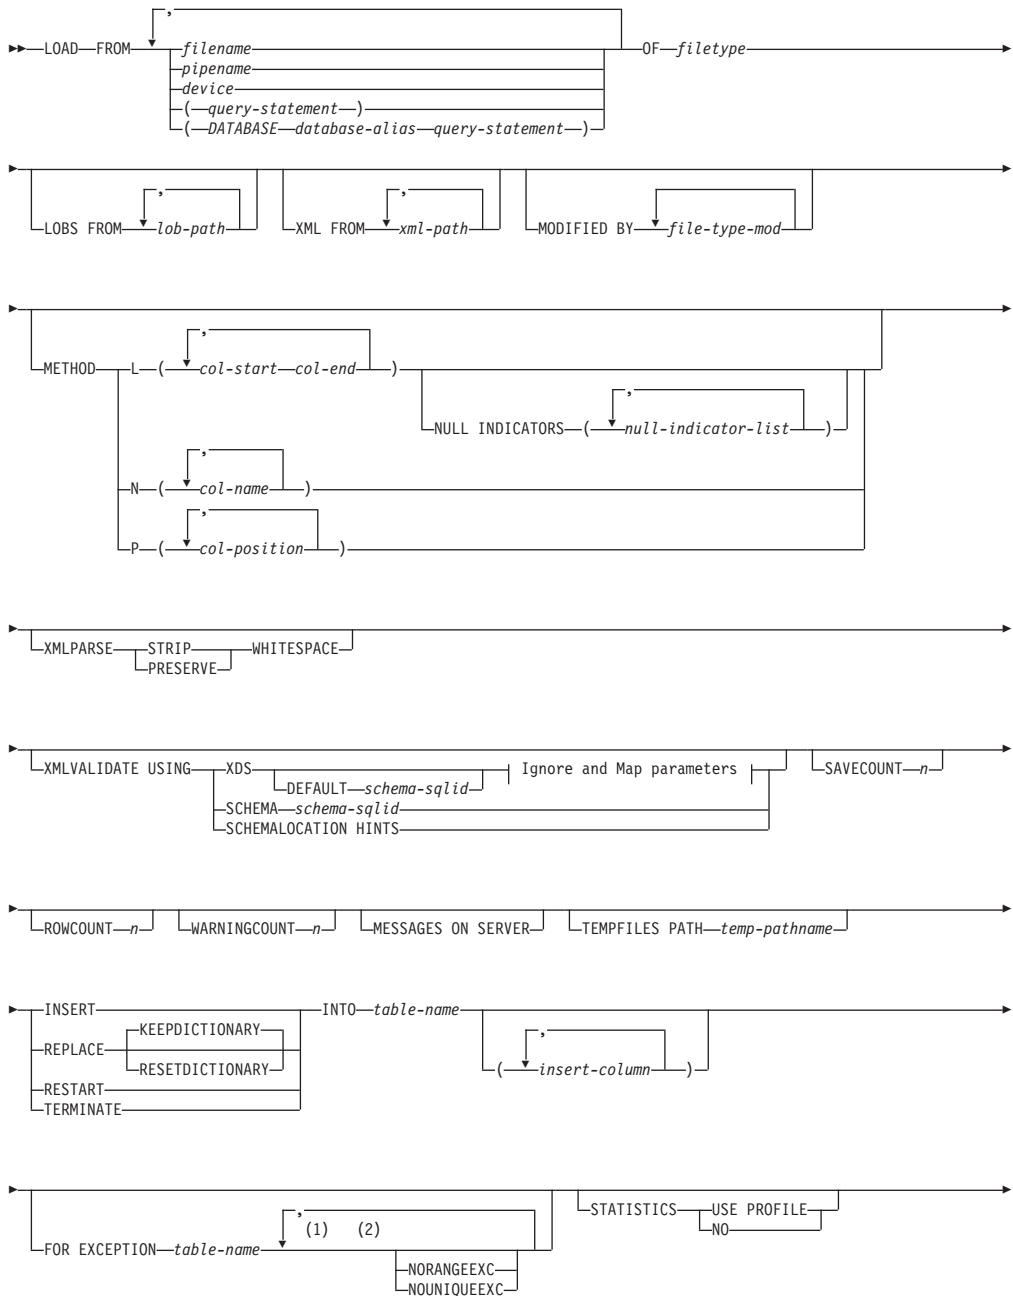 ,
LOAD FROM filename OF filetype
pipename
device
( query-statement )
( DATABASE database-alias query-statement )
, , 
LOBS FROM lob-path XML FROM xml-path MODIFIED BY file-type-mod
,
METHOD L ( col-start col-end )
,
NULL INDICATORS ( null-indicator-list )
,
N ( col-name )
,
P ( col-position )
XMLPARSE STRIP WHITESPACE
PRESERVE
XMLVALIDATE USING XDS Ignore and Map parameters SAVECOUNT n
DEFAULT schema-sqlid
SCHEMA schema-sqlid
SCHEMALOCATION HINTS
ROWCOUNT n WARNINGCOUNT n MESSAGES ON SERVER TEMPFILES PATH temp-pathname
INSERT INTO table-name
KEEPDICTIONARY ,
REPLACE
RESETDICTIONARY ( insert-column )
RESTART
TERMINATE
, STATISTICS USE PROFILE
(1) (2) NO
FOR EXCEPTION table-name
NORANGEEXC
NOUNIQUEEXC